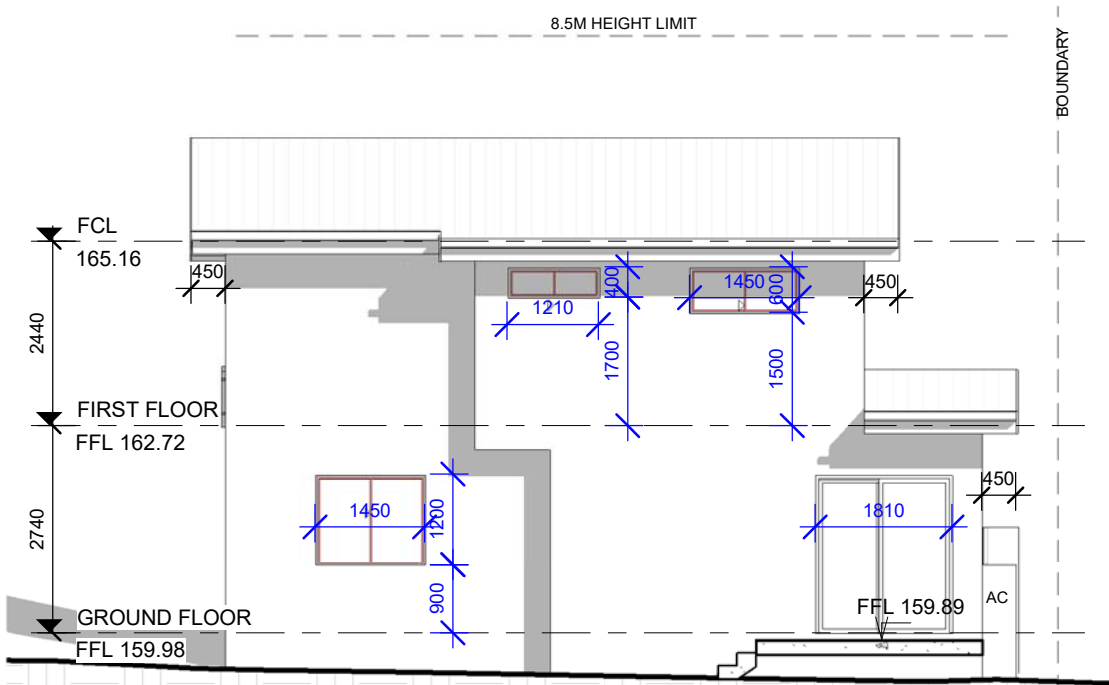 8.5M HEIGHT LIMIT
BOUNDARY
FCL
165.16
450
400
1450
600
450
1210
2440
1700
1500
FIRST FLOOR
FFL 162.72
450
1450
1200
1810
2740
900
FFL 159.89
AC
GROUND FLOOR
FFL 159.98